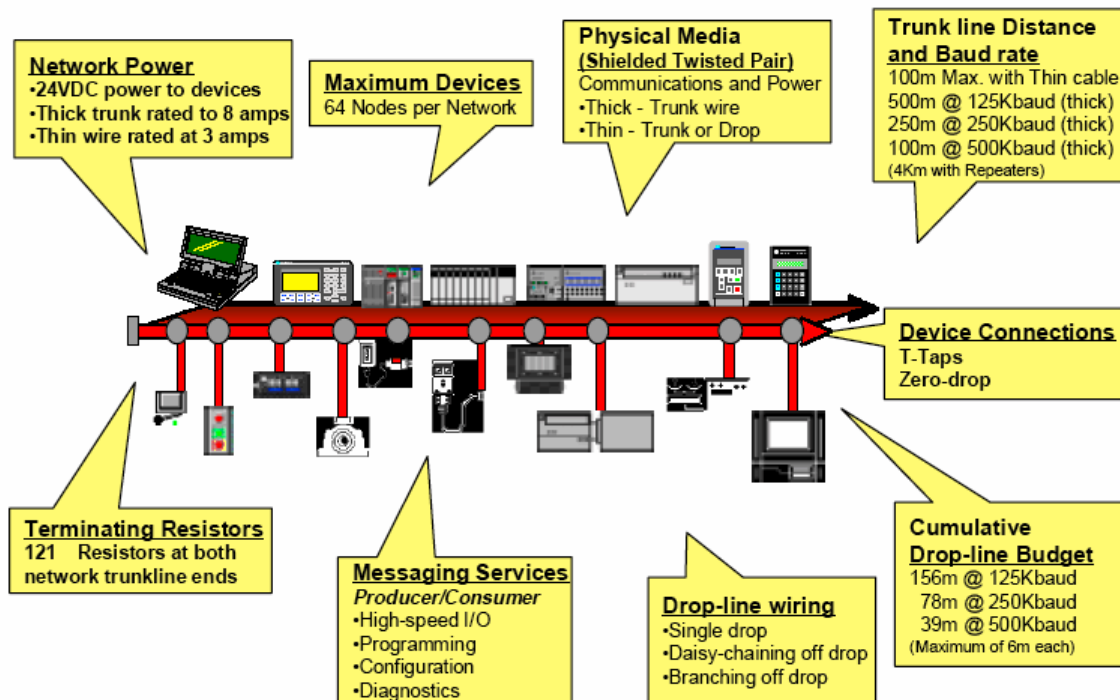 Network Power
•24VDC power to devices
•Thick trunk rated to 8 amps
•Thin wire rated at 3 amps
Maximum Devices
64 Nodes per Network
Physical Media
(Shielded Twisted Pair)
Communications and Power
•Thick - Trunk wire
•Thin - Trunk or Drop
Trunk line Distance
and Baud rate
100m Max. with Thin cable
500m @ 125Kbaud (thick)
250m @ 250Kbaud (thick)
100m @ 500Kbaud (thick)
(4Km with Repeaters)
Device Connections
T-Taps
Zero-drop
Terminating Resistors
121 Resistors at both
network trunkline ends
Messaging Services
Producer/Consumer
•High-speed I/O
•Programming
•Configuration
•Diagnostics
Drop-line wiring
•Single drop
•Daisy-chaining off drop
•Branching off drop
Cumulative
Drop-line Budget
156m @ 125Kbaud
78m @ 250Kbaud
39m @ 500Kbaud
(Maximum of 6m each)